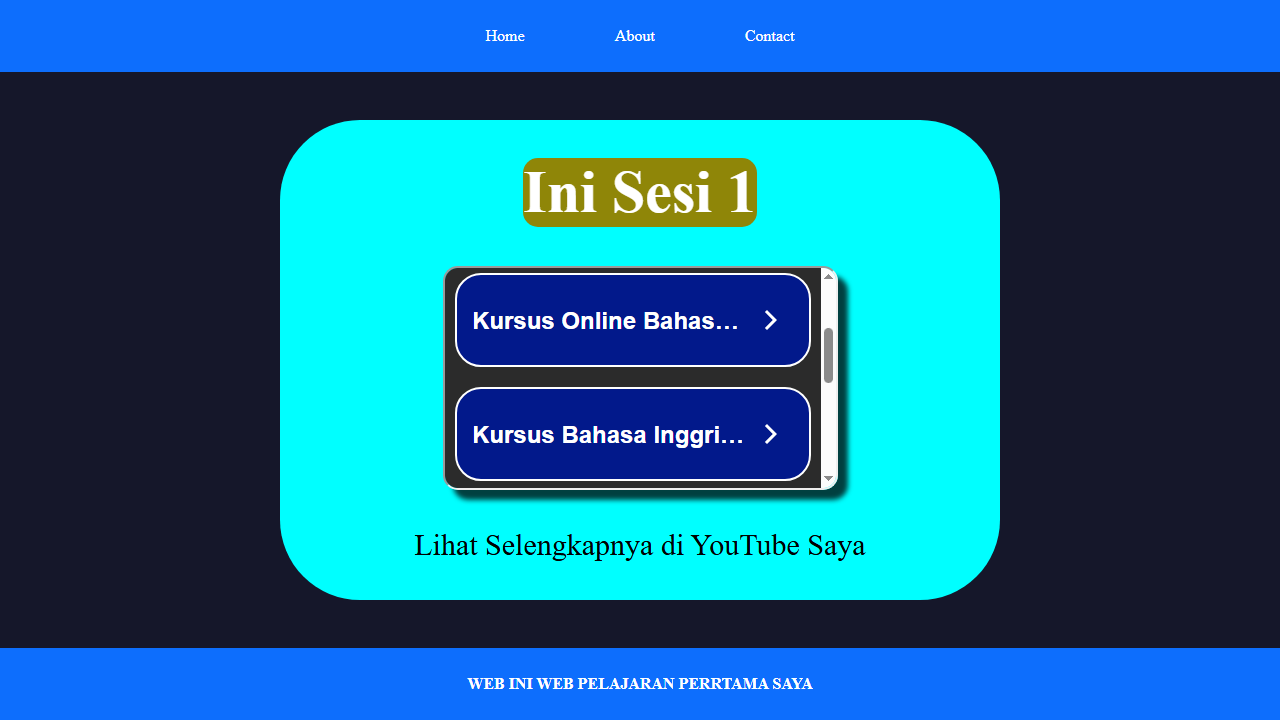 Home About Contact
Ini Sesi 1
Kursus Online Bahas…
Kursus Bahasa Inggri…
Lihat Selengkapnya di YouTube Saya
WEB INI WEB PELAJARAN PERRTAMA SAYA